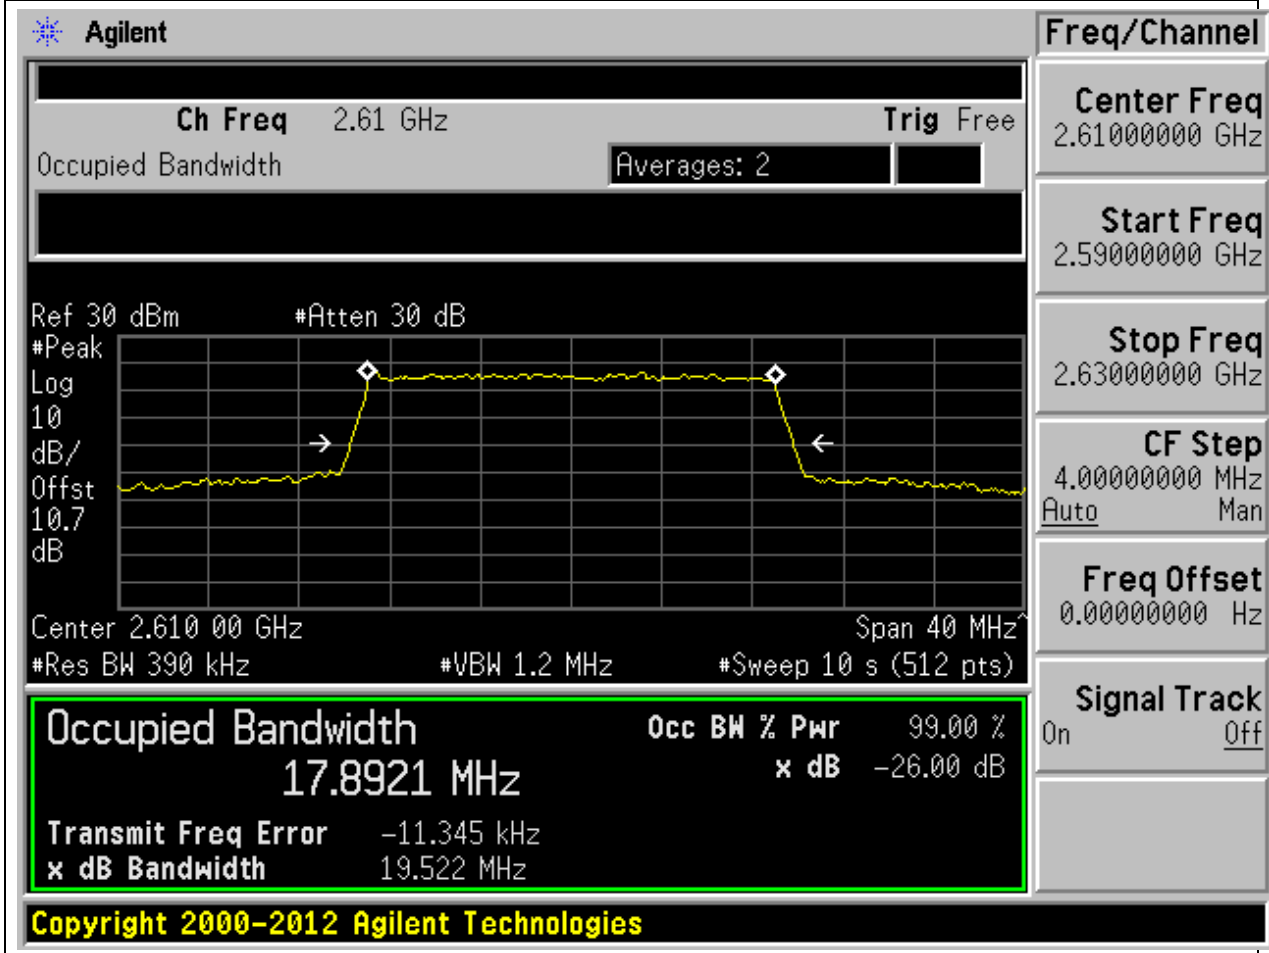 Agilent
Freq/Channel
Ch Freq 2.61 GHz
Trig Free
Occupied Bandwidth
Averages: 2
Center Freq
2.61000000 GHz
Start Freq
2.59000000 GHz
Stop Freq
2.63000000 GHz
CF Step
4.00000000 MHz
Auto Man
Freq Offset
0.00000000 Hz
Signal Track
On Off
Ref 30 dBm #Atten 30 dB
#Peak
Log
10
dB/
Offst
10.7
dB
Center 2.610 00 GHz Span 40 MHz^
#Res BW 390 kHz #VBW 1.2 MHz #Sweep 10 s (512 pts)
Occupied Bandwidth
17.8921 MHz
Occ BW % Pwr 99.00 %
x dB -26.00 dB
Transmit Freq Error -11.345 kHz
x dB Bandwidth 19.522 MHz
Copyright 2000-2012 Agilent Technologies